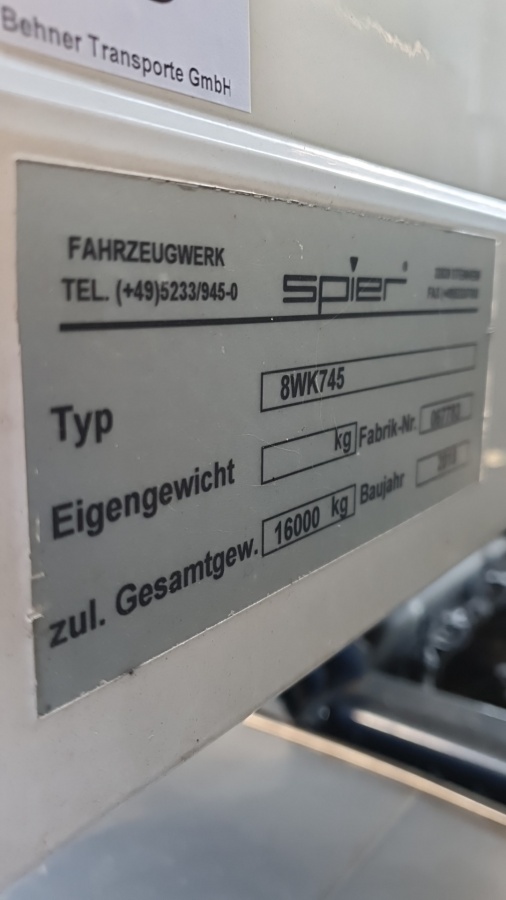 Behner Transporte GmbH
FAHRZEUGWERK
TEL. (+49)5233/945-0
spier
Typ 8WK745
Eigengewicht kg Fabrik-Nr.
zul. Gesamtgew. 16000 kg Baujahr